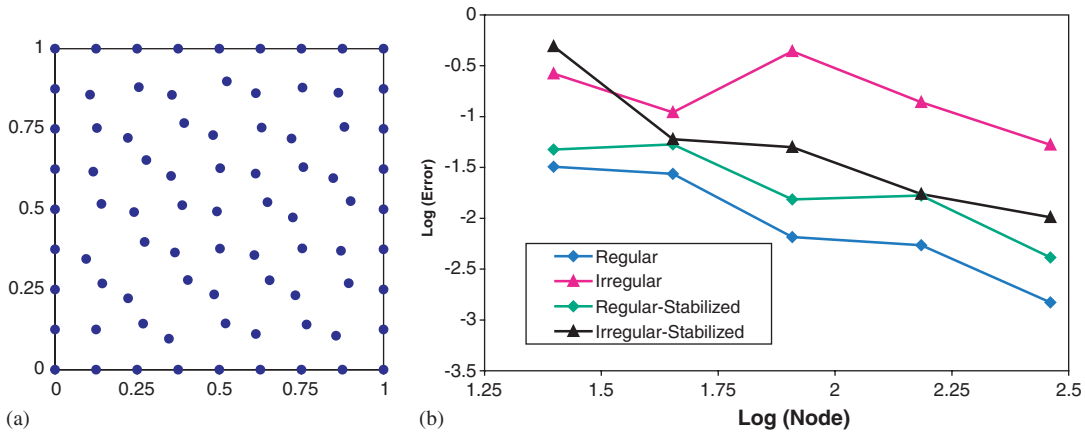 1
0.75
0.5
0.25
0
0 0.25 0.5 0.75 1
(a)
0
-0.5
-1
-1.5
-2
-2.5
-3
-3.5
Log (Error)
Regular
Irregular
Regular-Stabilized
Irregular-Stabilized
1.25 1.5 1.75 2 2.25 2.5
Log (Node)
(b)